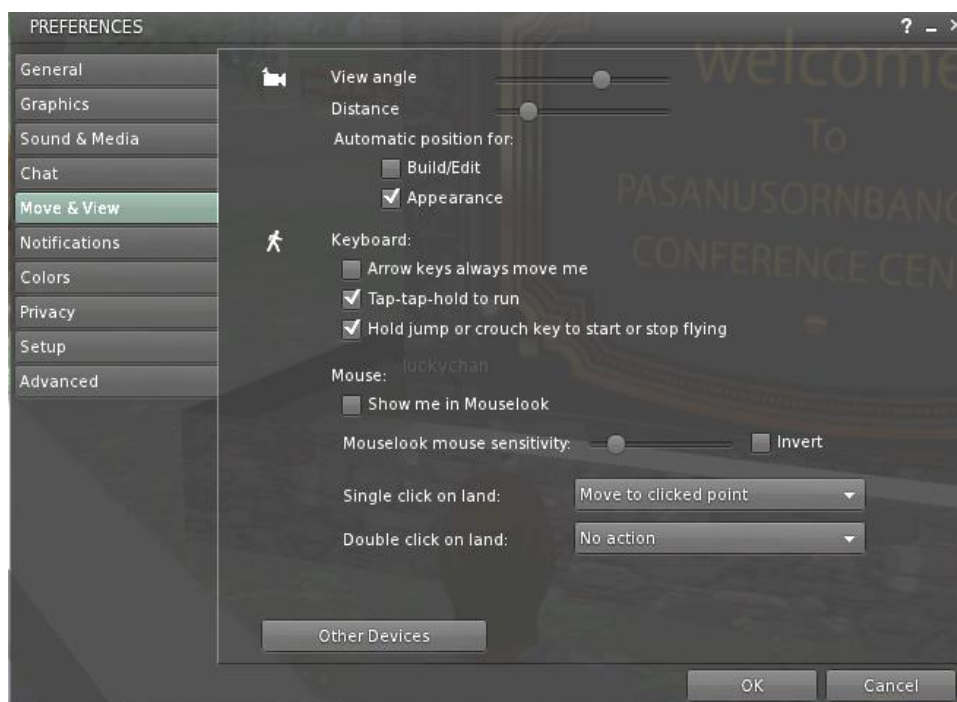 PREFERENCES
?
General
Graphics
Sound & Media
Chat
Move & View
Notifications
Colors
Privacy
Setup
Advanced
View angle
Distance
Automatic position for:
Build/Edit
Appearance
Keyboard:
Arrow keys always move me
Tap-tap-hold to run
Hold jump or crouch key to start or stop flying
Mouse:
Show me in Mouselook
Mouselook mouse sensitivity: Invert
Single click on land: Move to clicked point
Double click on land: No action
Other Devices
OK Cancel
welcome
To
PASANUSORNBANG
CONFERENCE CEN
luckychan